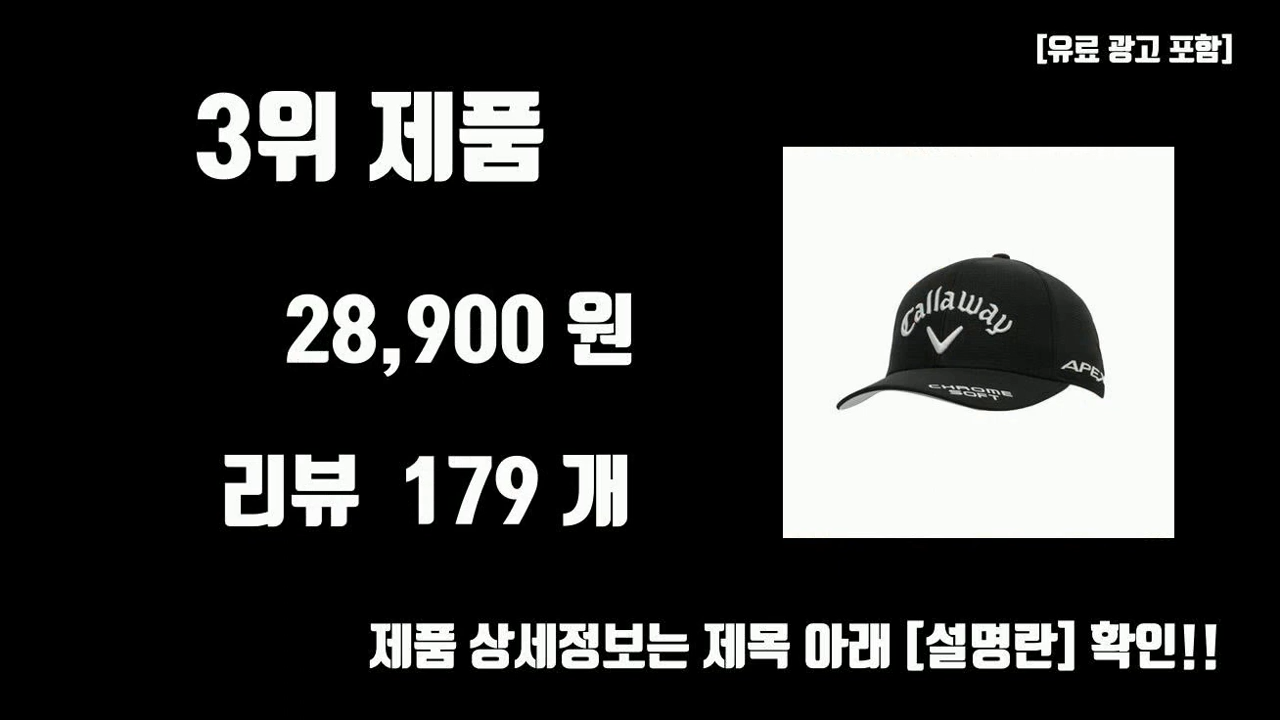 [유료 광고 포함]
3위 제품
28,900 원
리뷰 179 개
Callaway
APEX
CHROME
SOFT
제품 상세정보는 제목 아래 [설명란] 확인!!